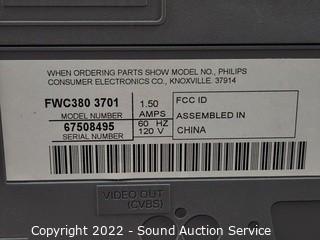 WHEN ORDERING PARTS SHOW MODEL NO., PHILIPS
CONSUMER ELECTRONICS CO., KNOXVILLE. 37914
FWC380 3701
MODEL NUMBER
67508495
SERIAL NUMBER
1.50
AMPS
60 HZ
120 V
FCC ID
ASSEMBLED IN
CHINA
VIDEO OUT
(CVBS)
Copyright 2022 - Sound Auction Service